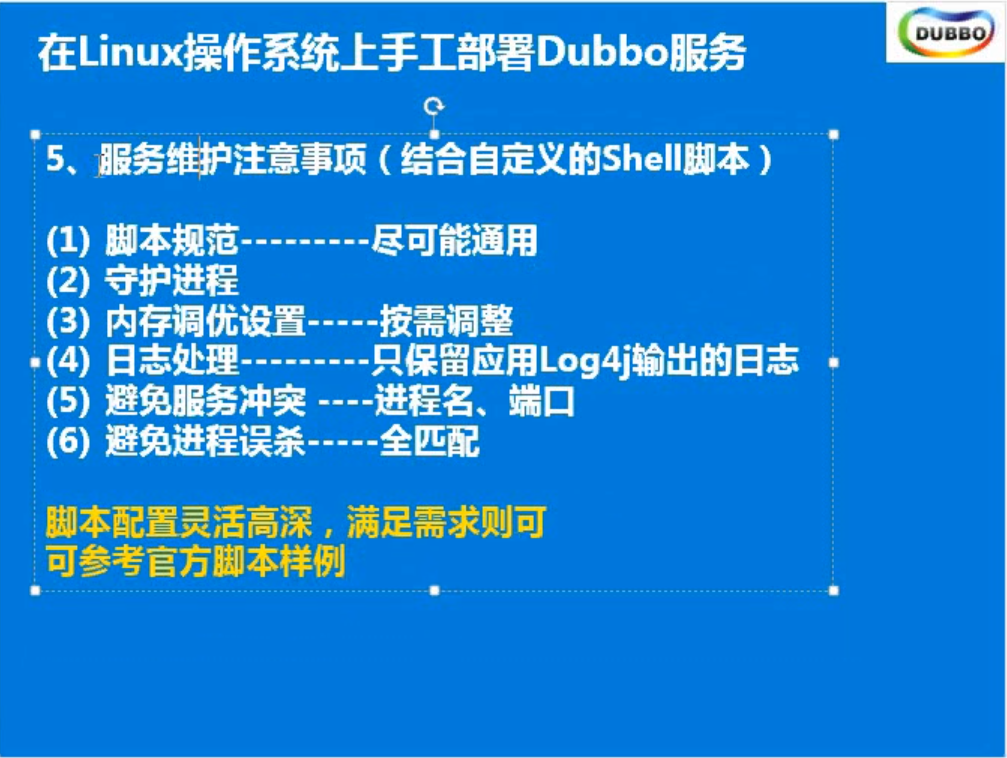 在Linux操作系统上手工部署Dubbo服务
DUBBO
5、服务维护注意事项（结合自定义的Shell脚本）
(1) 脚本规范---------尽可能通用
(2) 守护进程
(3) 内存调优设置-----按需调整
(4) 日志处理---------只保留应用Log4j输出的日志
(5) 避免服务冲突 ----进程名、端口
(6) 避免进程误杀-----全匹配
脚本配置灵活高深，满足需求则可
可参考官方脚本样例